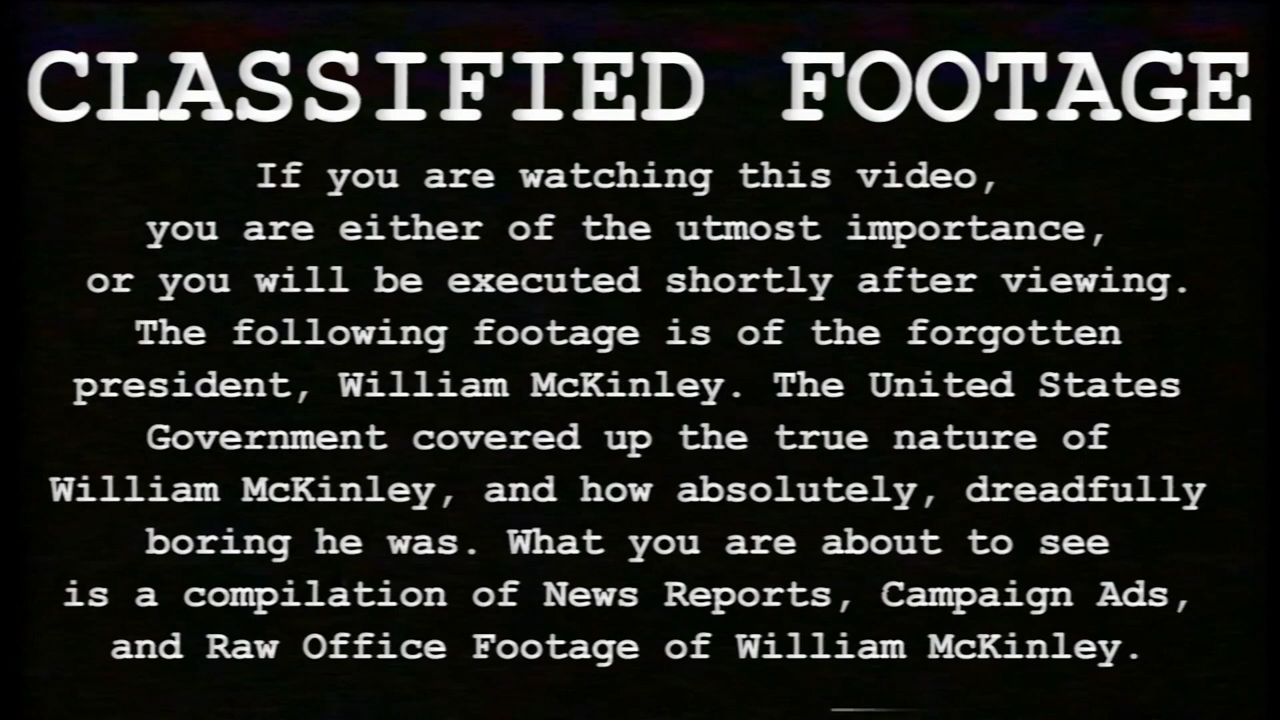 CLASSIFIED FOOTAGE
If you are watching this video,
you are either of the utmost importance,
or you will be executed shortly after viewing.
The following footage is of the forgotten
president, William McKinley. The United States
Government covered up the true nature of
William McKinley, and how absolutely, dreadfully
boring he was. What you are about to see
is a compilation of News Reports, Campaign Ads,
and Raw Office Footage of William McKinley.